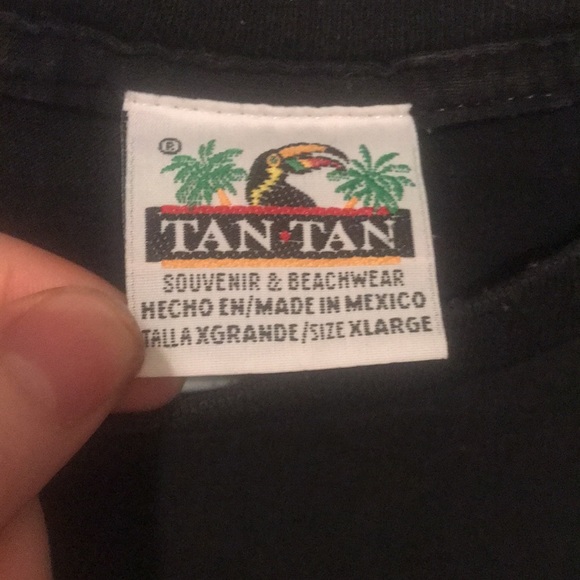 ®
TAN TAN
SOUVENIR & BEACHWEAR
HECHO EN/MADE IN MEXICO
TALLA XGRANDE/SIZE XLARGE